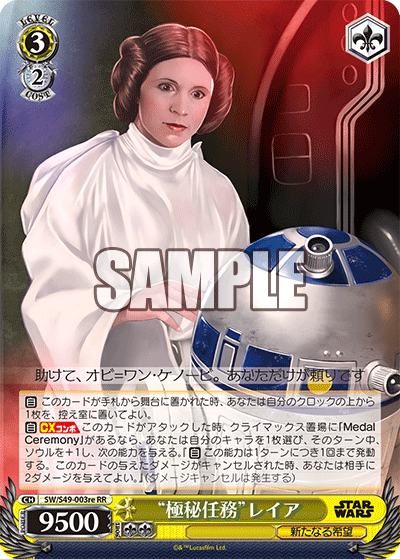 LEVEL
3
2
COST
SAMPLE
助けて、オビ=ワン・ケノービ。あなただけが頼りです
自 このカードが手札から舞台に置かれた時、あなたは自分のクロックの上から
1枚を、控え室に置いてよい。
自 CXコンボ このカードがアタックした時、クライマックス置場に「Medal
Ceremony」があるなら、あなたは自分のキャラを1枚選び、そのターン中、
ソウルを+1し、次の能力を与える。『自 この能力は1ターンにつき1回まで発動
する。このカードの与えたダメージがキャンセルされた時、あなたは相手に
2ダメージを与えてよい。』(ダメージキャンセルは発生する)
CD SW/S49-003re RR
POWER
9500
SOUL
“極秘任務”レイア
STAR WARS
新たなる希望
©&™Lucasfilm Ltd.